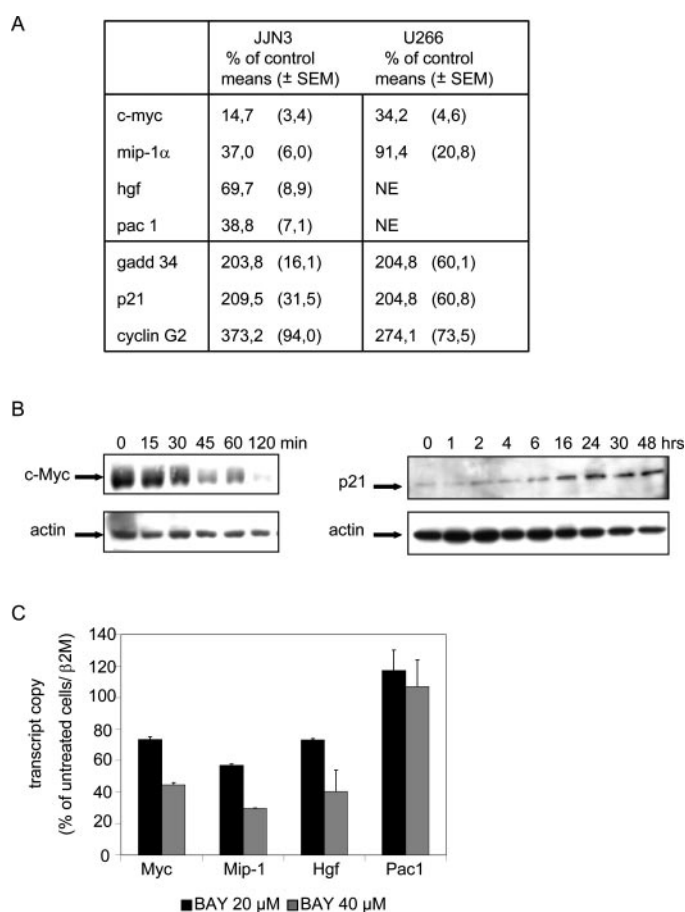 A
JJN3 U266
% of control % of control
means (± SEM) means (± SEM)
c-myc 14,7 (3,4) 34,2 (4,6)
mip-1α 37,0 (6,0) 91,4 (20,8)
hgf 69,7 (8,9) NE
pac 1 38,8 (7,1) NE
gadd 34 203,8 (16,1) 204,8 (60,1)
p21 209,5 (31,5) 204,8 (60,8)
cyclin G2 373,2 (94,0) 274,1 (73,5)
B
0 15 30 45 60 120 min
c-Myc
actin
0 1 2 4 6 16 24 30 48 hrs
p21
actin
C
transcript copy
(% of untreated cells/ β2M)
140
120
100
80
60
40
20
0
Myc Mip-1 Hgf Pac1
BAY 20 µM BAY 40 µM